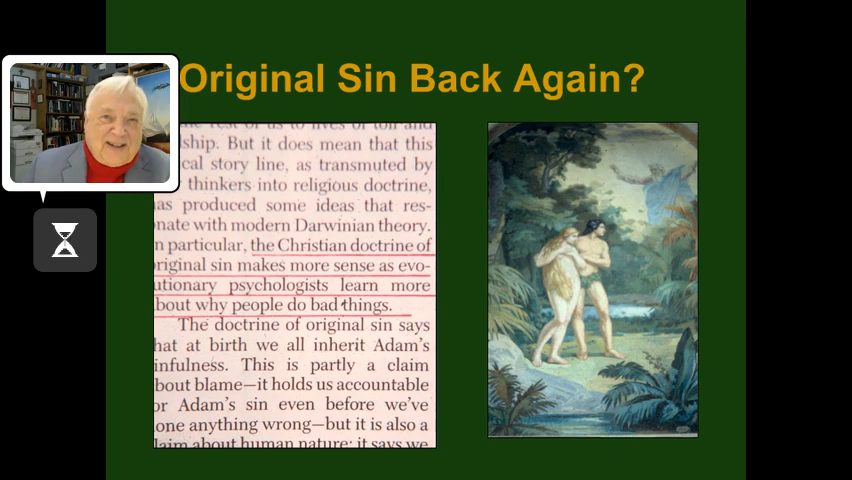 Original Sin Back Again?
the rest of us to lives of toil and
ship. But it does mean that this
cal story line, as transmuted by
thinkers into religious doctrine,
as produced some ideas that res-
nate with modern Darwinian theory.
n particular, the Christian doctrine of
original sin makes more sense as evo-
utionary psychologists learn more
bout why people do bad things.
The doctrine of original sin says
hat at birth we all inherit Adam's
infulness. This is partly a claim
bout blame—it holds us accountable
or Adam's sin even before we've
one anything wrong—but it is also a
laim about human nature: it says we